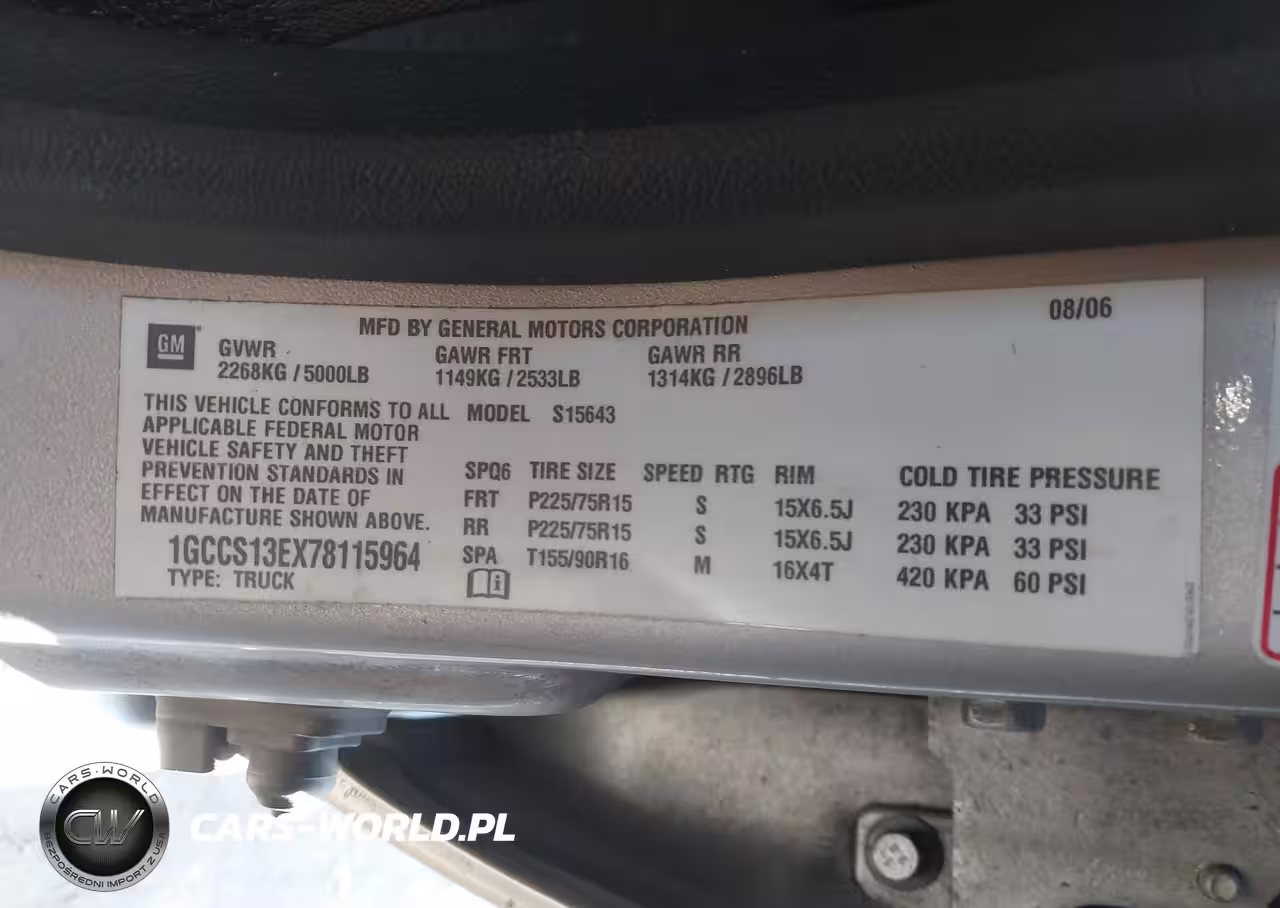 08/06
MFD BY GENERAL MOTORS CORPORATION
GM
GVWR GAWR FRT GAWR RR
2268KG / 5000LB 1149KG / 2533LB 1314KG / 2896LB
THIS VEHICLE CONFORMS TO ALL MODEL S15643
APPLICABLE FEDERAL MOTOR
VEHICLE SAFETY AND THEFT
PREVENTION STANDARDS IN SPQ6 TIRE SIZE SPEED RTG RIM COLD TIRE PRESSURE
EFFECT ON THE DATE OF FRT P225/75R15 S 15X6.5J 230 KPA 33 PSI
MANUFACTURE SHOWN ABOVE. RR P225/75R15 S 15X6.5J 230 KPA 33 PSI
1GCCS13EX78115964 SPA T155/90R16 M 16X4T 420 KPA 60 PSI
TYPE: TRUCK
CARS-WORLD
CW
BEZPOŚREDNI IMPORT Z USA
CARS-WORLD.PL